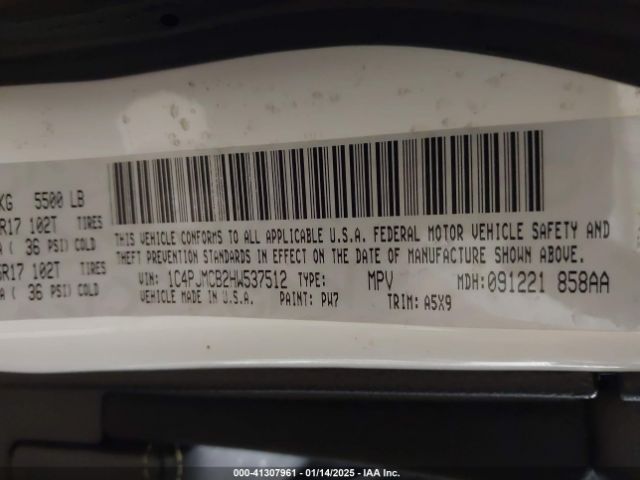 KG 5500 LB
R17 102T TIRES
A ( 36 PSI) COLD
R17 102T TIRES
A ( 36 PSI) COLD
THIS VEHICLE CONFORMS TO ALL APPLICABLE U.S.A. FEDERAL MOTOR VEHICLE SAFETY AND
THEFT PREVENTION STANDARDS IN EFFECT ON THE DATE OF MANUFACTURE SHOWN ABOVE.
VIN: 1C4PJMCB2HW537512 TYPE: MPV MDH: 091221 858AA
VEHICLE MADE IN U.S.A. PAINT: PW7 TRIM: A5X9
000-41307961 - 01/14/2025 - IAA Inc.